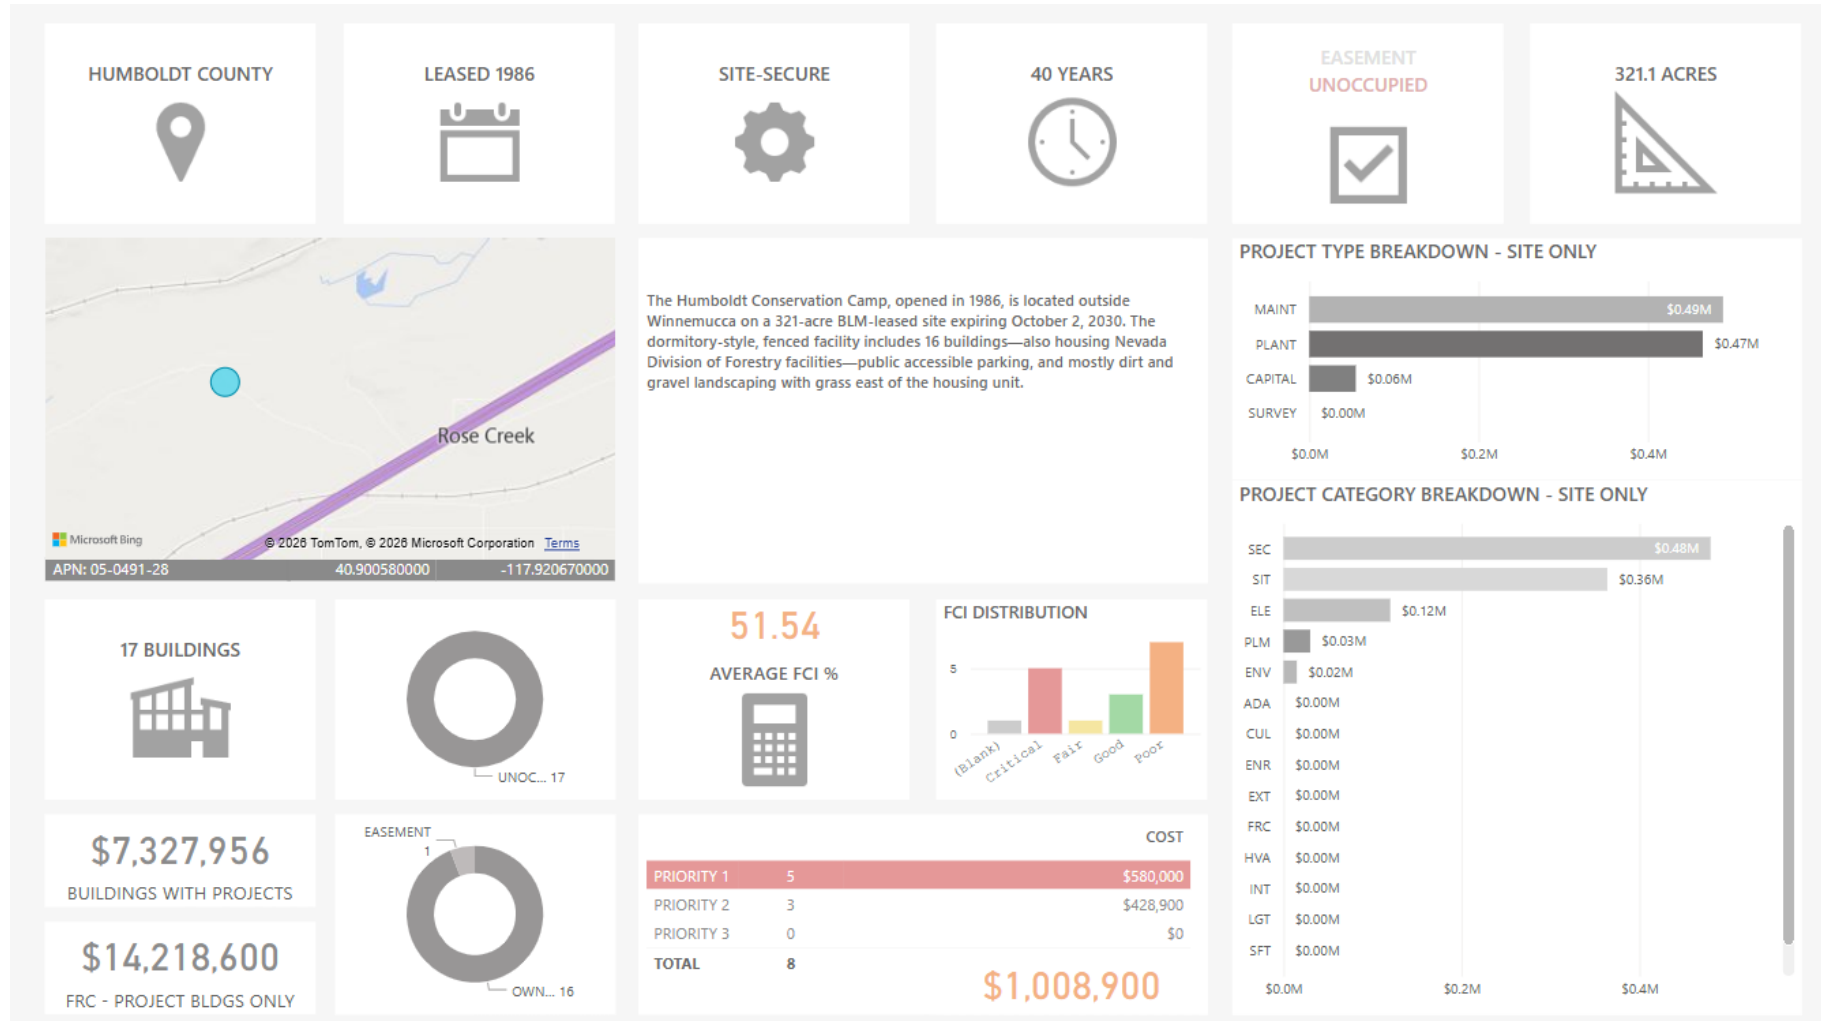 HUMBOLDT COUNTY
LEASED 1986
SITE-SECURE
40 YEARS
EASEMENT
UNOCCUPIED
321.1 ACRES
Rose Creek
Microsoft Bing
© 2026 TomTom, © 2026 Microsoft Corporation Terms
APN: 05-0491-28 40.900580000 -117.920670000
The Humboldt Conservation Camp, opened in 1986, is located outside
Winnemucca on a 321-acre BLM-leased site expiring October 2, 2030. The
dormitory-style, fenced facility includes 16 buildings—also housing Nevada
Division of Forestry facilities—public accessible parking, and mostly dirt and
gravel landscaping with grass east of the housing unit.
PROJECT TYPE BREAKDOWN - SITE ONLY
MAINT $0.49M
PLANT $0.47M
CAPITAL $0.06M
SURVEY $0.00M
$0.0M $0.2M $0.4M
PROJECT CATEGORY BREAKDOWN - SITE ONLY
SEC $0.48M
SIT $0.36M
ELE $0.12M
PLM $0.03M
ENV $0.02M
ADA $0.00M
CUL $0.00M
ENR $0.00M
EXT $0.00M
FRC $0.00M
HVA $0.00M
INT $0.00M
LGT $0.00M
SFT $0.00M
$0.0M $0.2M $0.4M
17 BUILDINGS
UNOC... 17
51.54
AVERAGE FCI %
FCI DISTRIBUTION
5
0
(Blank) Critical Fair Good Poor
$7,327,956
BUILDINGS WITH PROJECTS
$14,218,600
FRC - PROJECT BLDGS ONLY
EASEMENT
1
OWN... 16
COST
PRIORITY 1 5 $580,000
PRIORITY 2 3 $428,900
PRIORITY 3 0 $0
TOTAL 8
$1,008,900